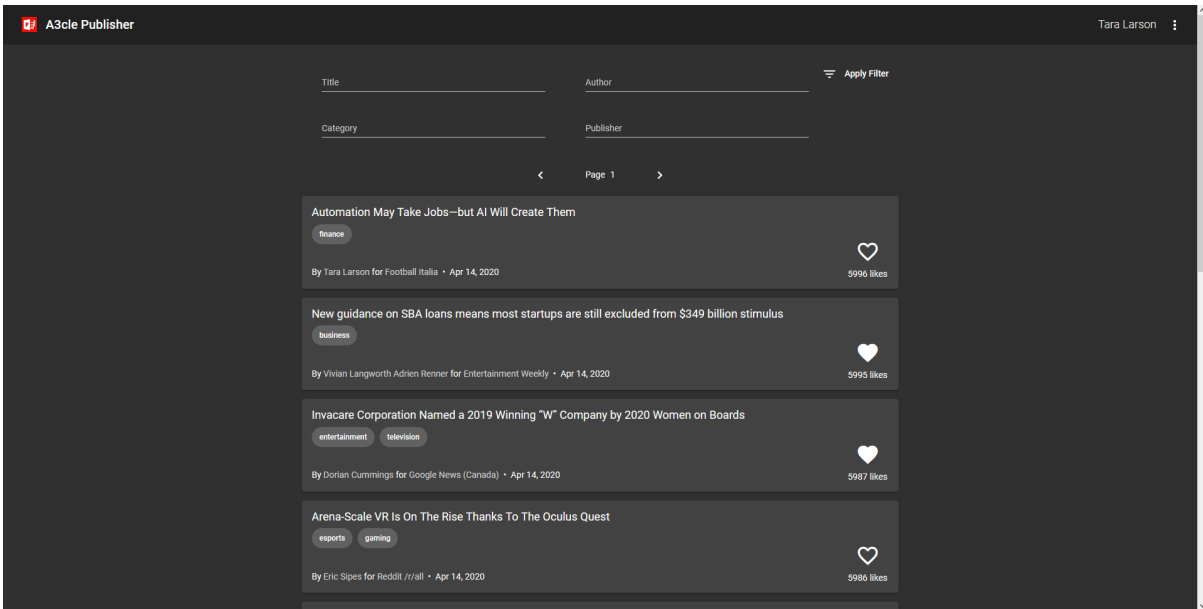 A3cle Publisher
Tara Larson
Title
Author
Apply Filter
Category
Publisher
Page 1
Automation May Take Jobs—but AI Will Create Them
finance
By Tara Larson for Football Italia • Apr 14, 2020
5996 likes
New guidance on SBA loans means most startups are still excluded from $349 billion stimulus
business
By Vivian Langworth Adrien Renner for Entertainment Weekly • Apr 14, 2020
5995 likes
Invacare Corporation Named a 2019 Winning “W” Company by 2020 Women on Boards
entertainment television
By Dorian Cummings for Google News (Canada) • Apr 14, 2020
5987 likes
Arena-Scale VR Is On The Rise Thanks To The Oculus Quest
esports gaming
By Eric Sipes for Reddit /r/all • Apr 14, 2020
5986 likes